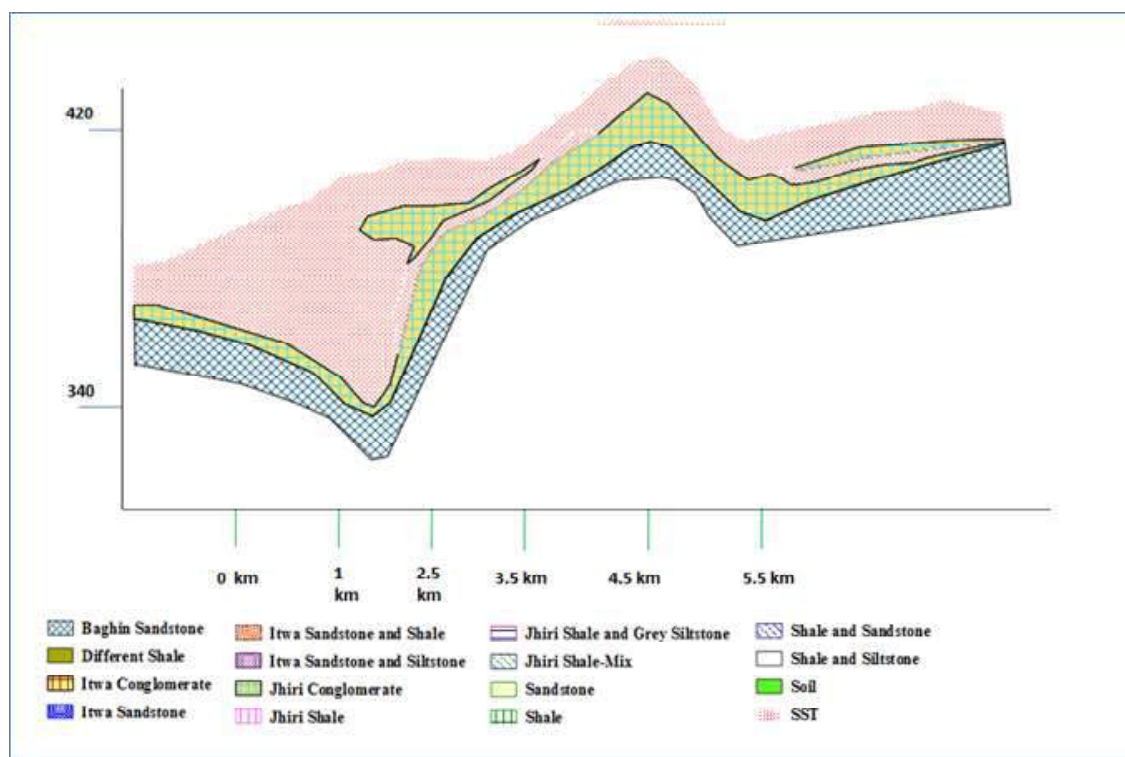 420
340
0 km
1
km
2.5
km
3.5 km
4.5 km
5.5 km
Baghin Sandstone
Different Shale
Itwa Conglomerate
Itwa Sandstone
Itwa Sandstone and Shale
Itwa Sandstone and Siltstone
Jhiri Conglomerate
Jhiri Shale
Jhiri Shale and Grey Siltstone
Jhiri Shale-Mix
Sandstone
Shale
Shale and Sandstone
Shale and Siltstone
Soil
SST